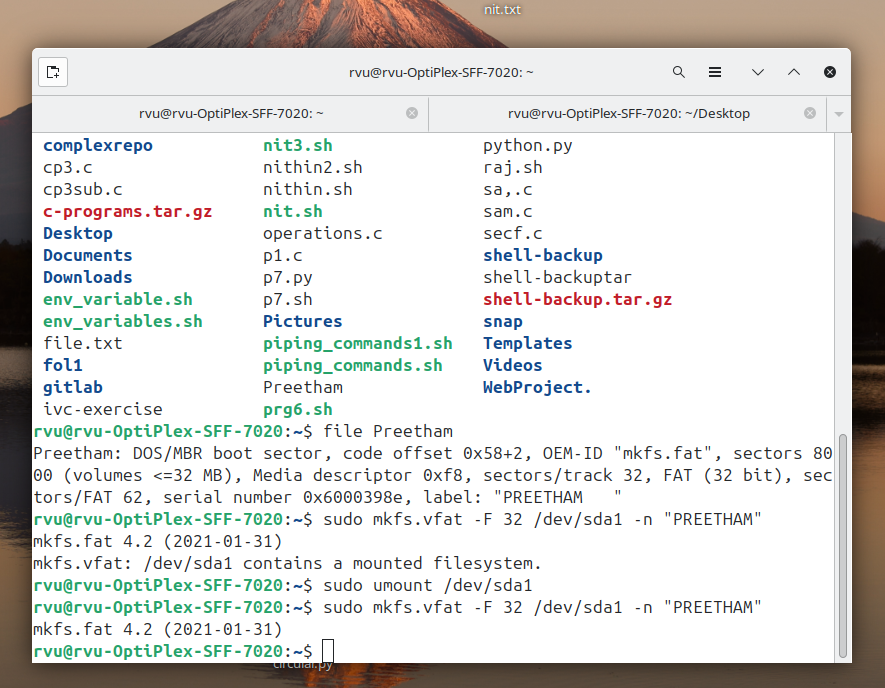 nit.txt
rvu@rvu-OptiPlex-SFF-7020: ~
rvu@rvu-OptiPlex-SFF-7020: ~ rvu@rvu-OptiPlex-SFF-7020: ~/Desktop
complexrepo nit3.sh python.py
cp3.c nithin2.sh raj.sh
cp3sub.c nithin.sh sa,.c
c-programs.tar.gz nit.sh sam.c
Desktop operations.c secf.c
Documents p1.c shell-backup
Downloads p7.py shell-backuptar
env_variable.sh p7.sh shell-backup.tar.gz
env_variables.sh Pictures snap
file.txt piping_commands1.sh Templates
fol1 piping_commands.sh Videos
gitlab Preetham WebProject.
ivc-exercise prg6.sh
rvu@rvu-OptiPlex-SFF-7020:~$ file Preetham
Preetham: DOS/MBR boot sector, code offset 0x58+2, OEM-ID "mkfs.fat", sectors 80
00 (volumes <=32 MB), Media descriptor 0xf8, sectors/track 32, FAT (32 bit), sec
tors/FAT 62, serial number 0x6000398e, label: "PREETHAM   "
rvu@rvu-OptiPlex-SFF-7020:~$ sudo mkfs.vfat -F 32 /dev/sda1 -n "PREETHAM"
mkfs.fat 4.2 (2021-01-31)
mkfs.vfat: /dev/sda1 contains a mounted filesystem.
rvu@rvu-OptiPlex-SFF-7020:~$ sudo umount /dev/sda1
rvu@rvu-OptiPlex-SFF-7020:~$ sudo mkfs.vfat -F 32 /dev/sda1 -n "PREETHAM"
mkfs.fat 4.2 (2021-01-31)
rvu@rvu-OptiPlex-SFF-7020:~$
circular.py